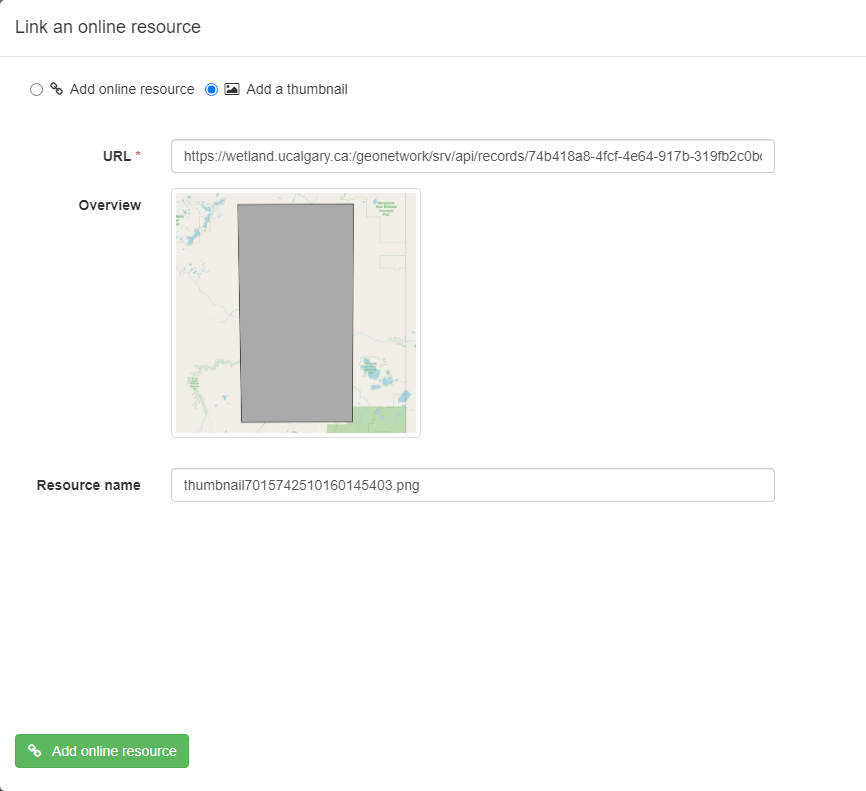 Link an online resource
Add online resource Add a thumbnail
URL *
https://wetland.ucalgary.ca:/geonetwork/srv/api/records/74b418a8-4fcf-4e64-917b-319fb2c0b
Overview
Resource name
thumbnail7015742510160145403.png
Add online resource